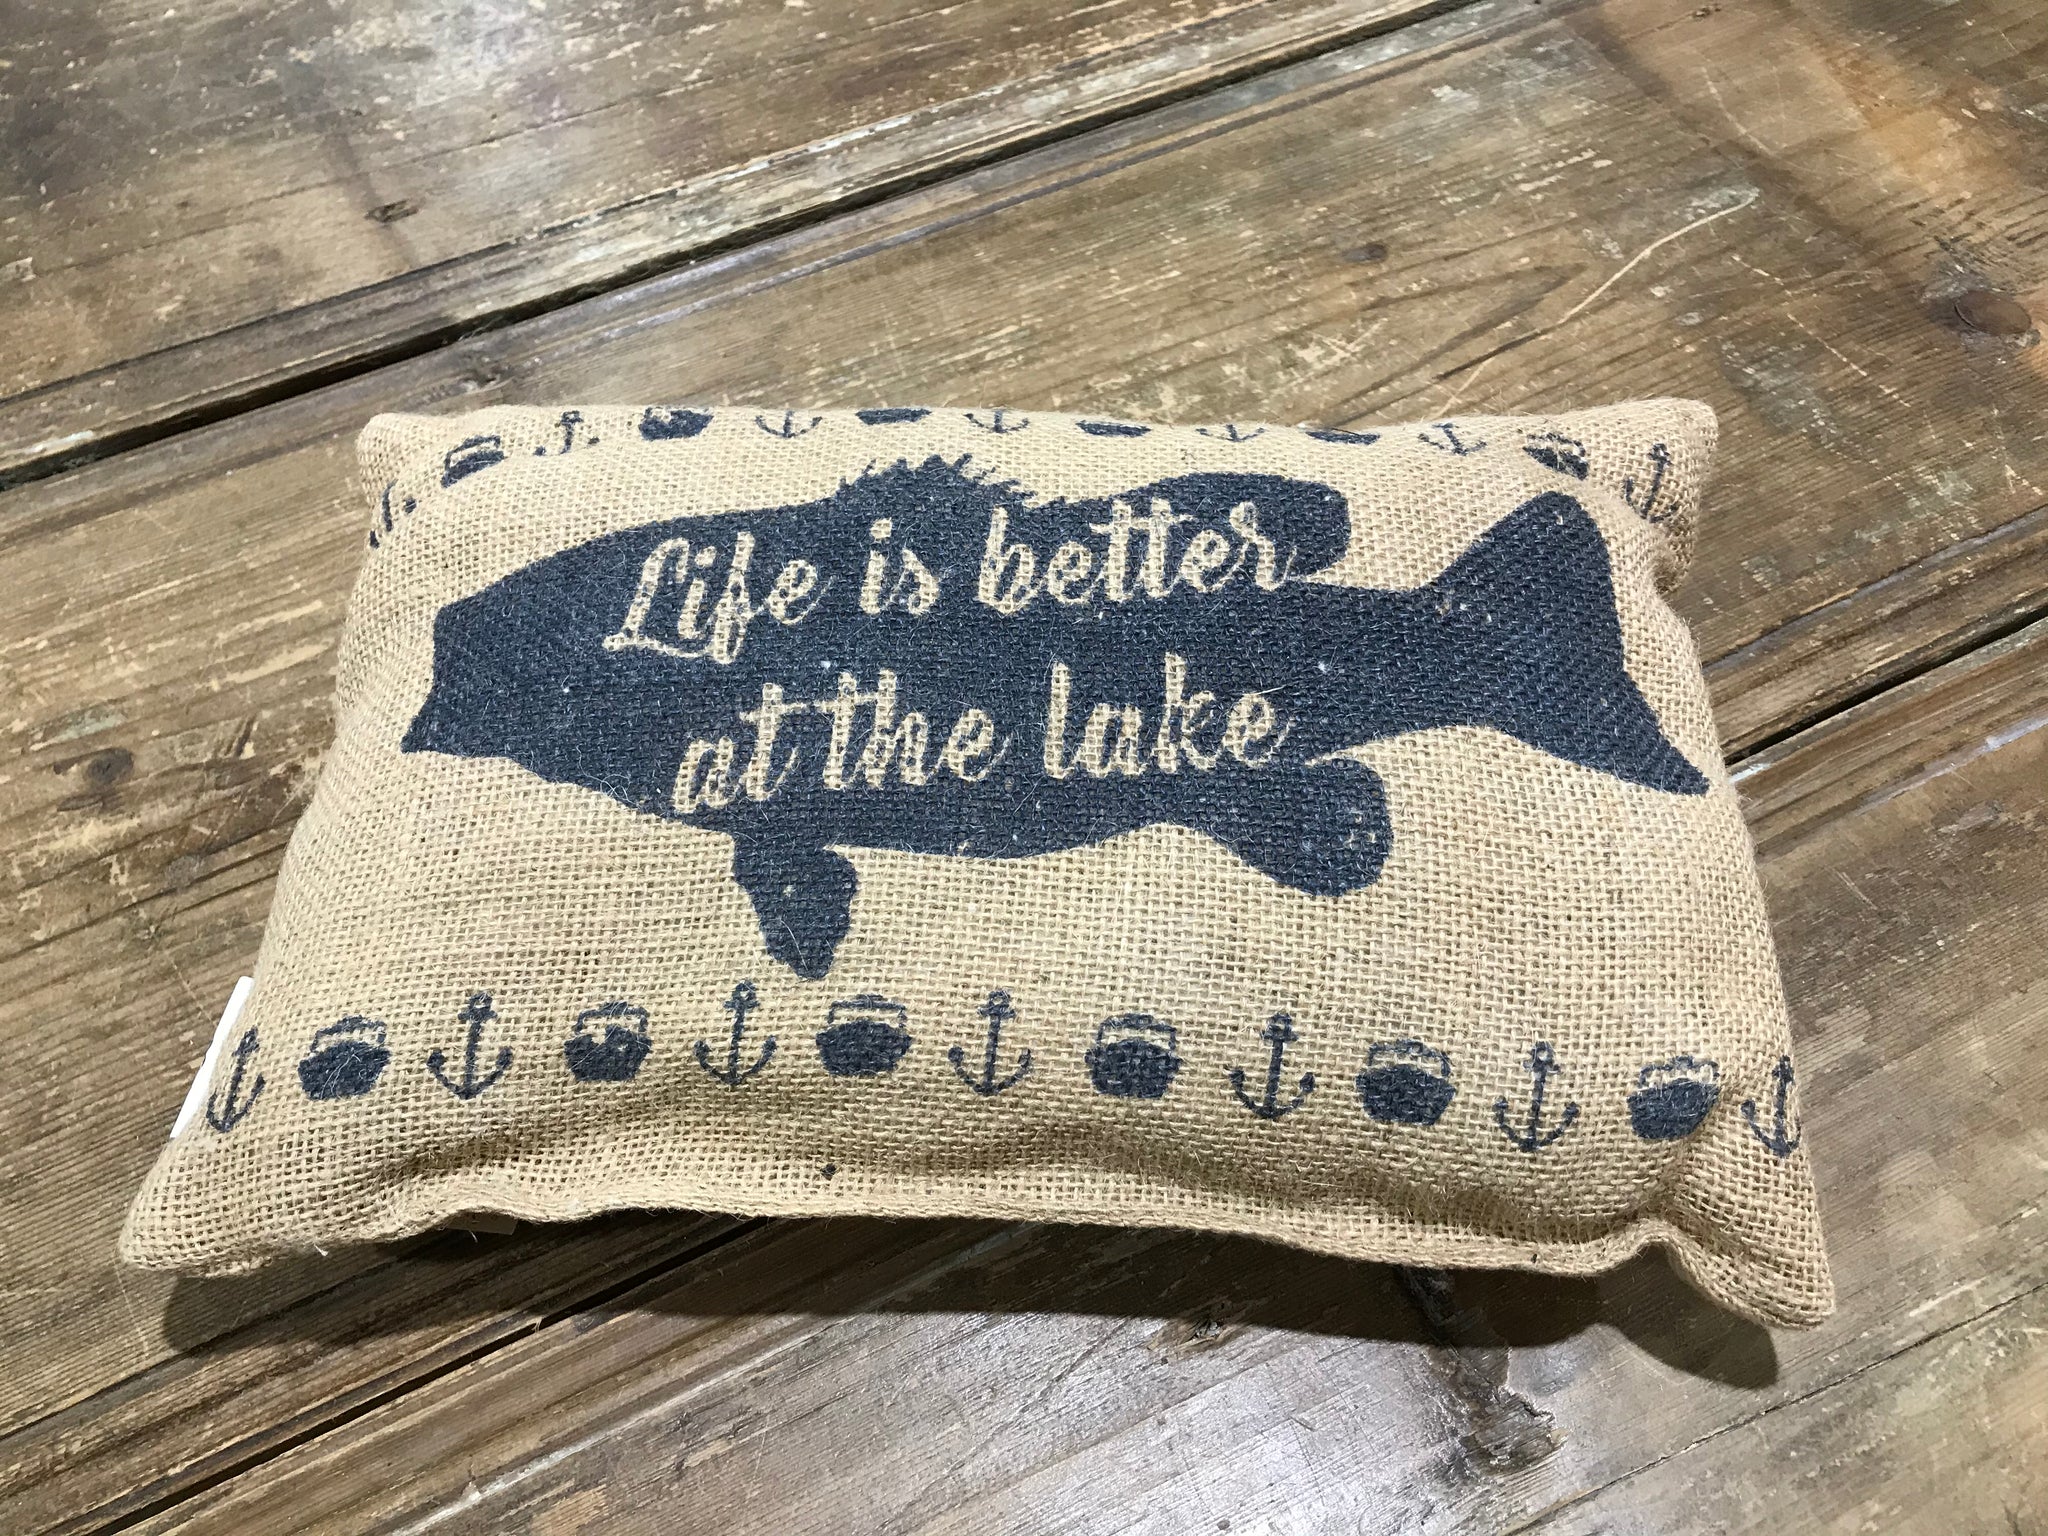 Life is better
at the lake